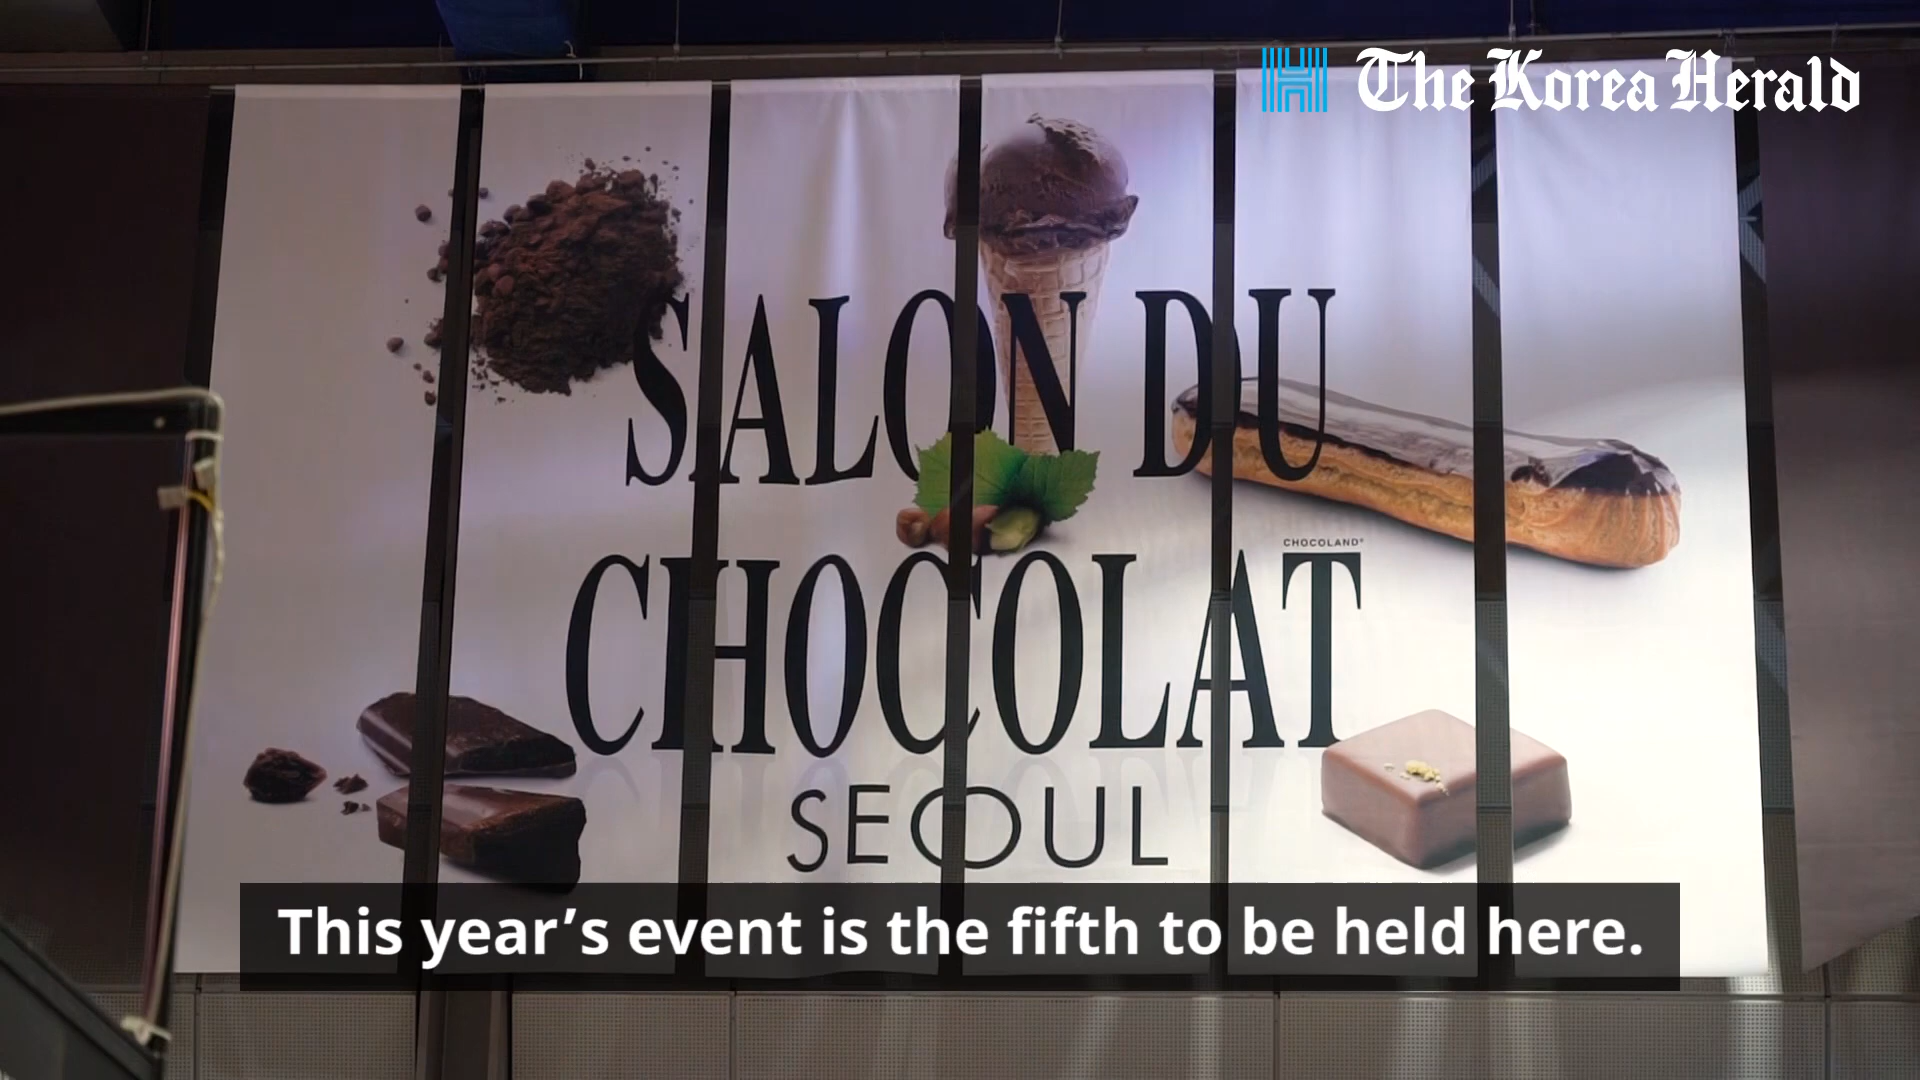 The Korea Herald
SALON DU
CHOCOLAND®
CHOCOLAT
SEOUL
This year’s event is the fifth to be held here.